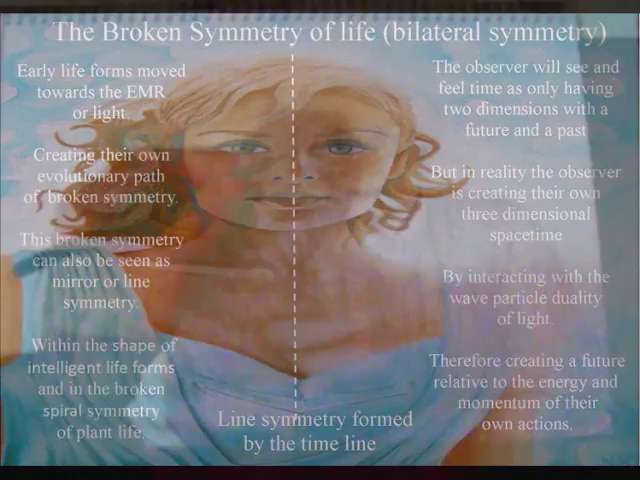 The Broken Symmetry of life (bilateral symmetry)
Early life forms moved
towards the EMR
or light.
Creating their own
evolutionary path
of broken symmetry.
This broken symmetry
can also be seen as
mirror or line
symmetry.
Within the shape of
intelligent life forms
and in the broken
spiral symmetry
of plant life.
Line symmetry formed
by the time line
The observer will see and
feel time as only having
two dimensions with a
future and a past
But in reality the observer
is creating their own
three dimensional
spacetime
By interacting with the
wave particle duality
of light.
Therefore creating a future
relative to the energy and
momentum of their
own actions.